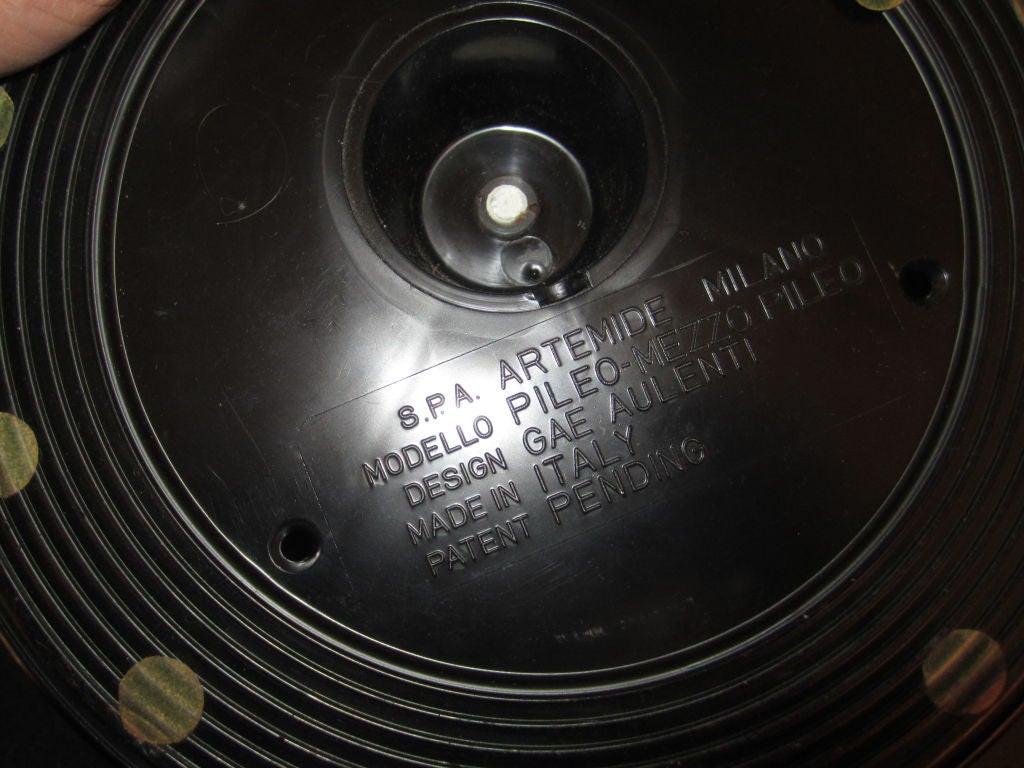 S.P.A. ARTEMIDE MILANO
MODELLO PILEO-MEZZO PILEO
DESIGN GAE AULENTI
MADE IN ITALY
PATENT PENDING